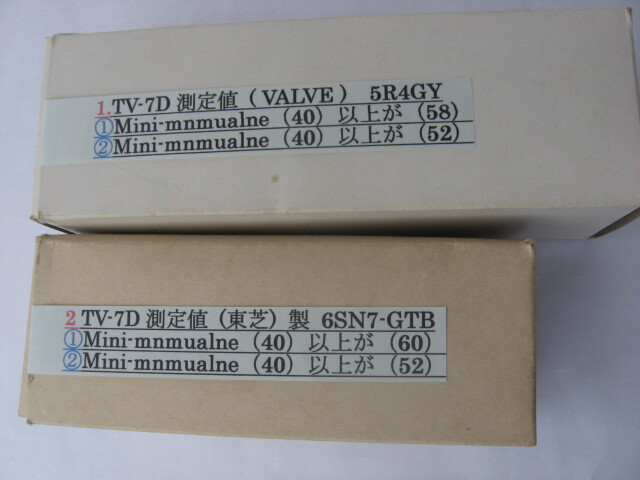 1.TV-7D 測定値 (VALVE) 5R4GY
①Mini-mnmualne (40) 以上が (58)
②Mini-mnmualne (40) 以上が (52)
2 TV-7D 測定値 (東芝) 製 6SN7-GTB
①Mini-mnmualne (40) 以上が (60)
②Mini-mnmualne (40) 以上が (52)